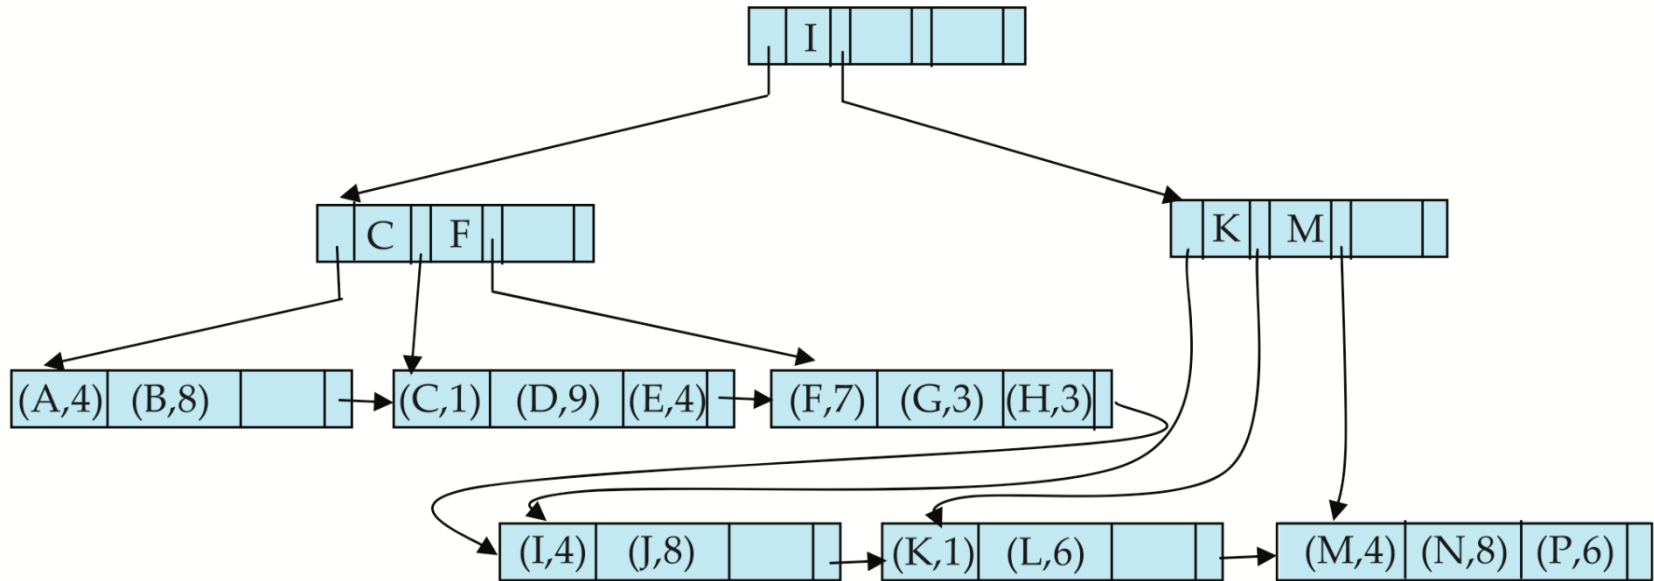 I
C F
K M
(A,4) (B,8) (C,1) (D,9) (E,4) (F,7) (G,3) (H,3)
(I,4) (J,8) (K,1) (L,6) (M,4) (N,8) (P,6)